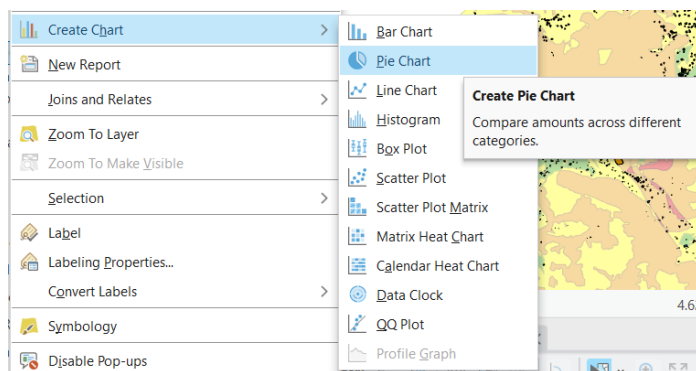 Create Chart
New Report
Joins and Relates
Zoom To Layer
Zoom To Make Visible
Selection
Label
Labeling Properties...
Convert Labels
Symbology
Disable Pop-ups
Bar Chart
Pie Chart
Line Chart
Histogram
Box Plot
Scatter Plot
Scatter Plot Matrix
Matrix Heat Chart
Calendar Heat Chart
Data Clock
QQ Plot
Profile Graph
Create Pie Chart
Compare amounts across different
categories.